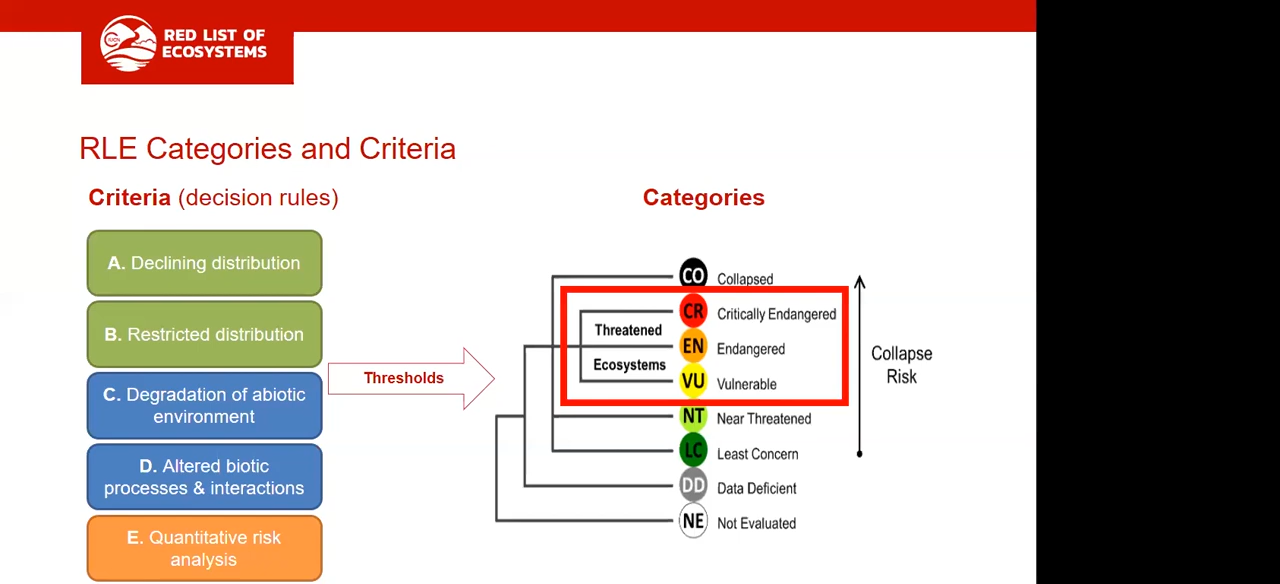 IUCN
RED LIST OF
ECOSYSTEMS
RLE Categories and Criteria
Criteria (decision rules)
Categories
A. Declining distribution
B. Restricted distribution
C. Degradation of abiotic
environment
D. Altered biotic
processes & interactions
E. Quantitative risk
analysis
Thresholds
Threatened
Ecosystems
CO Collapsed
CR Critically Endangered
EN Endangered
VU Vulnerable
NT Near Threatened
LC Least Concern
DD Data Deficient
NE Not Evaluated
Collapse
Risk